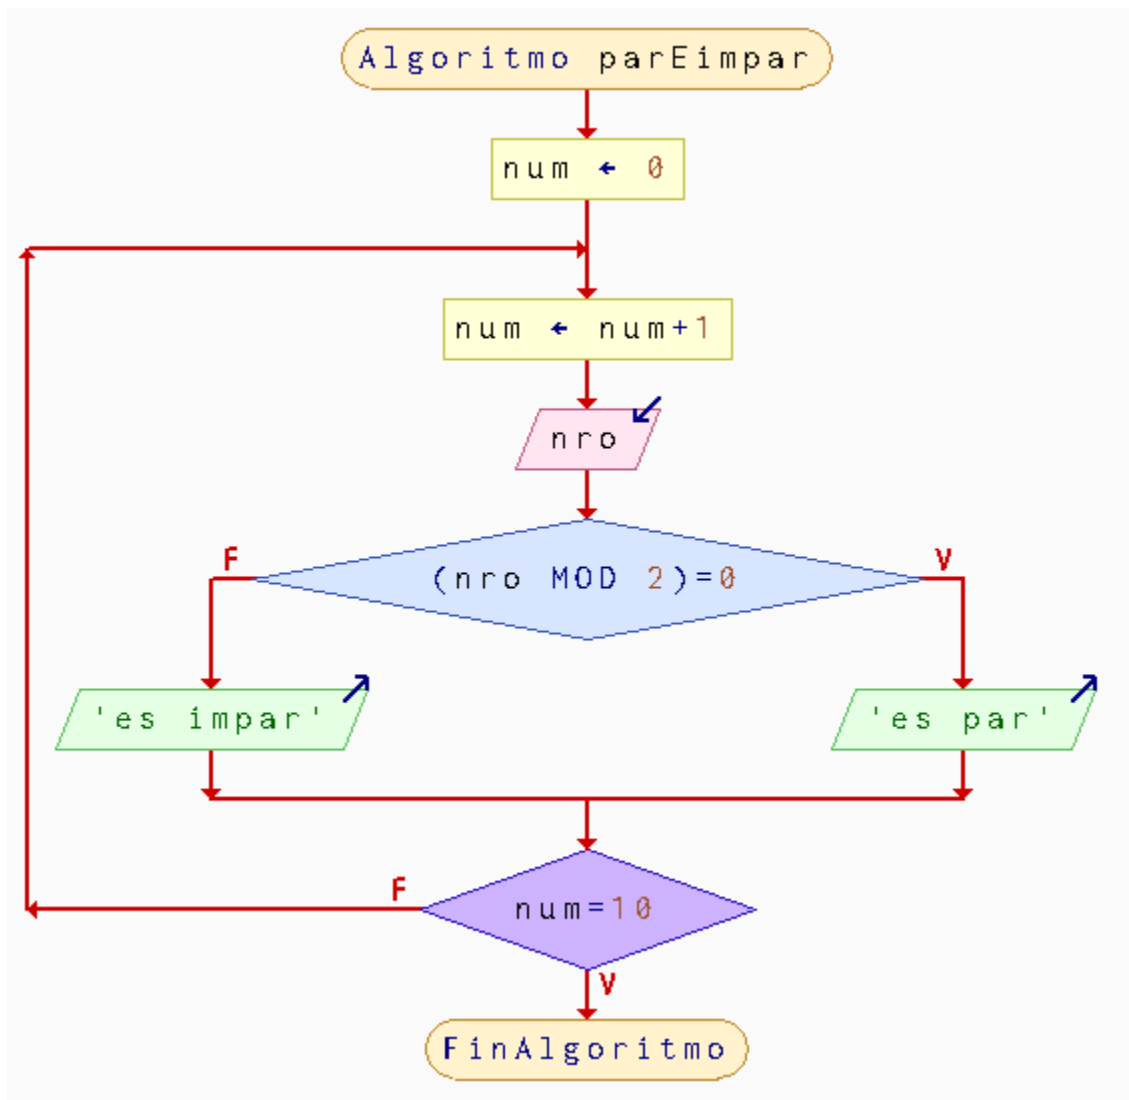 Algoritmo parEimpar
num ← 0
num ← num+1
nro
F
V
(nro MOD 2)=0
'es impar'
'es par'
F
num=10
V
FinAlgoritmo